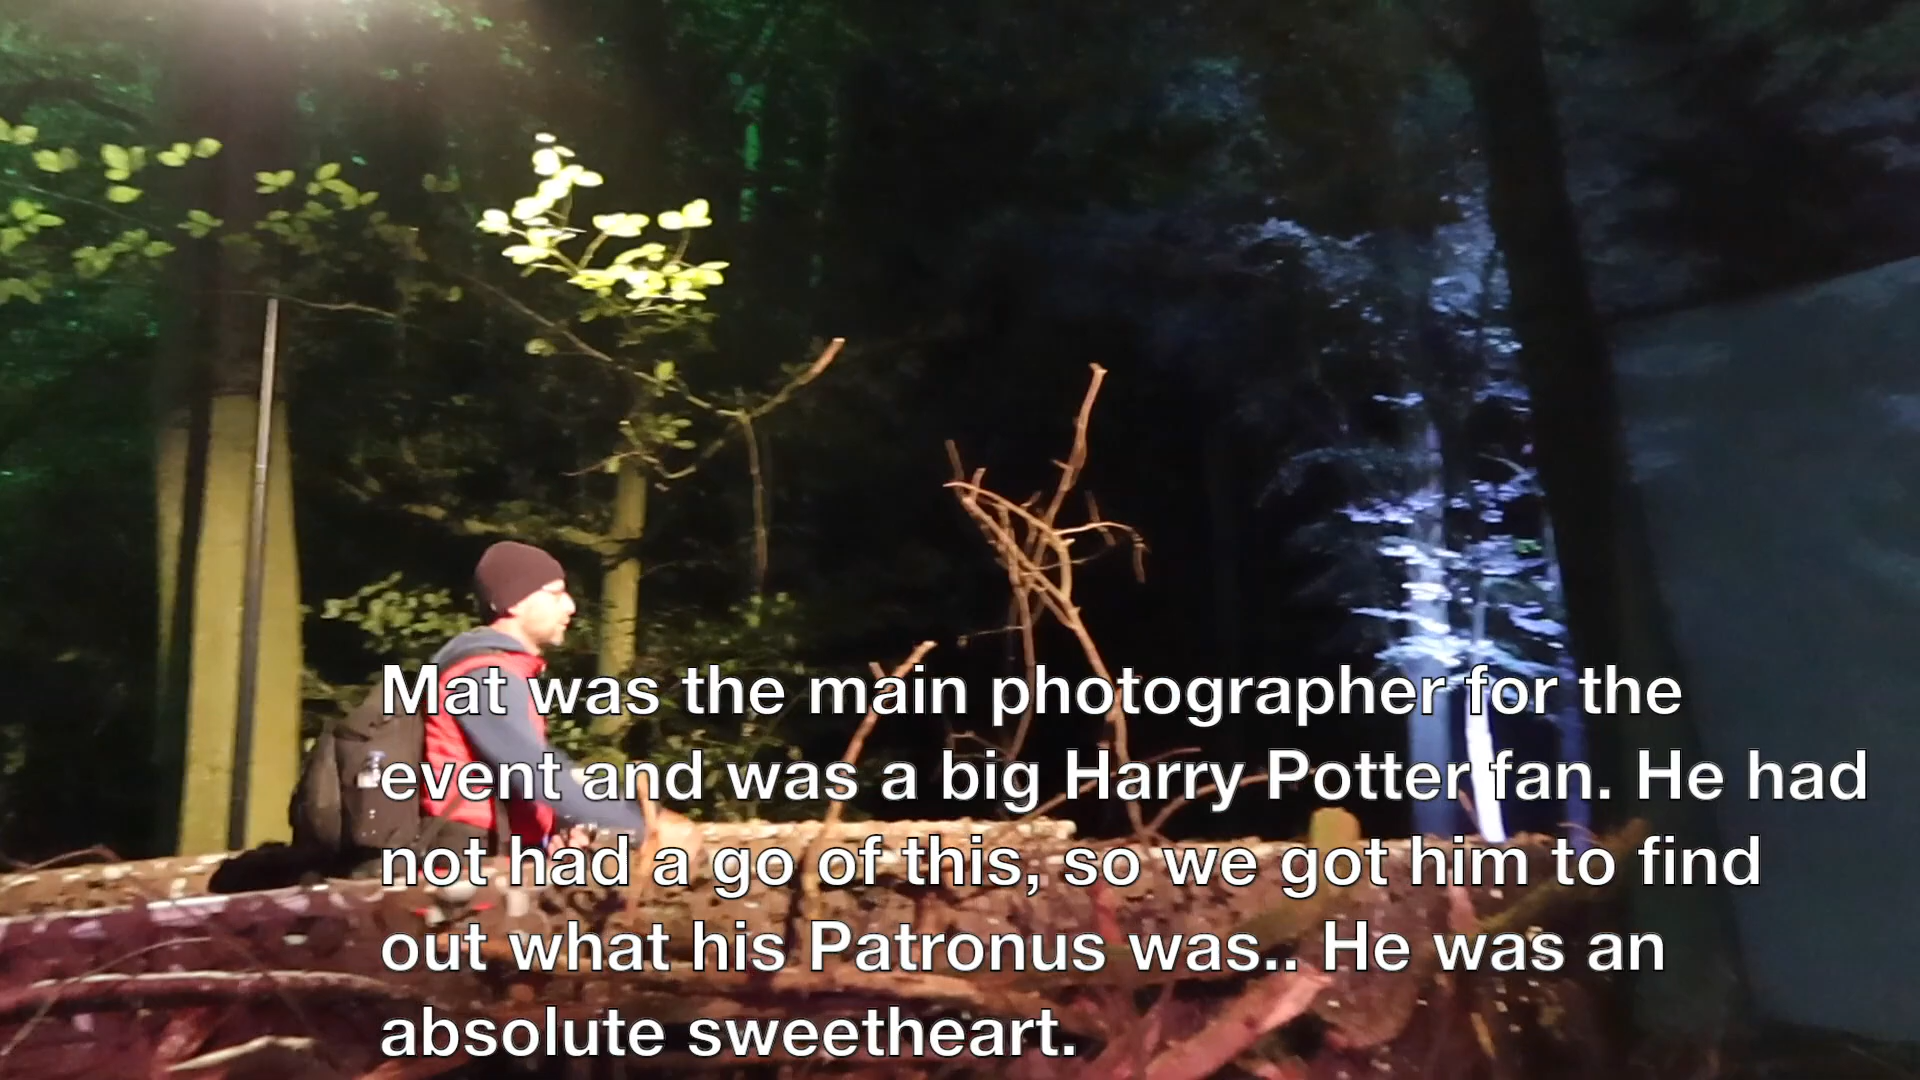 Mat was the main photographer for the
event and was a big Harry Potter fan. He had
not had a go of this, so we got him to find
out what his Patronus was.. He was an
absolute sweetheart.